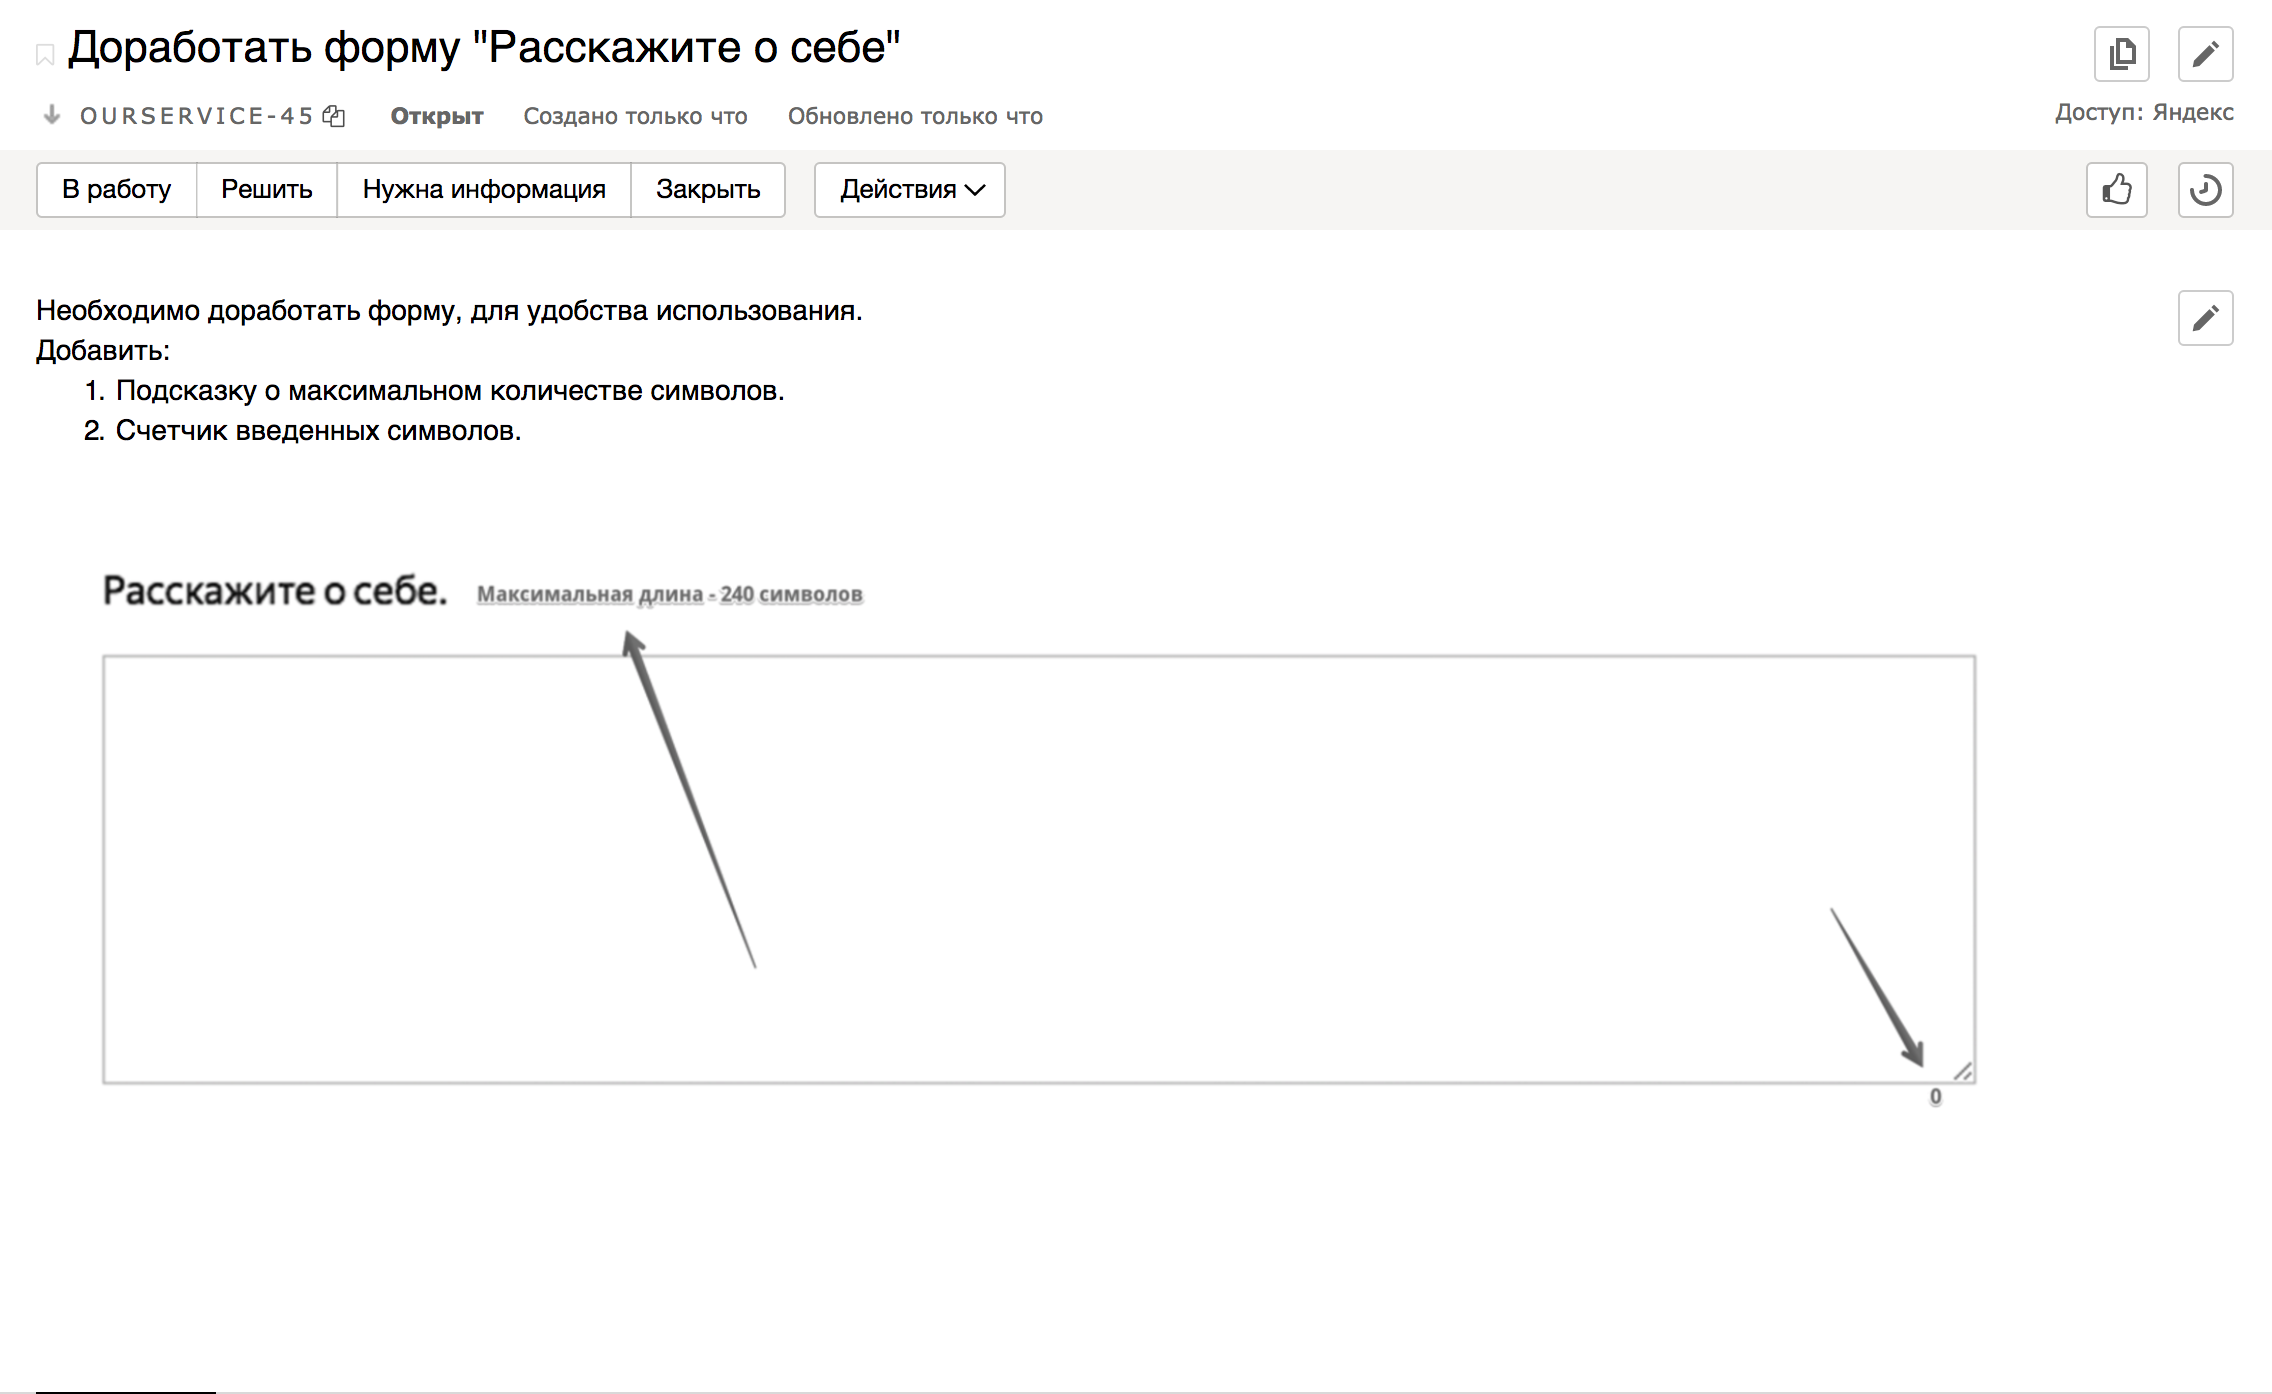 Доработать форму "Расскажите о себе"
OURSERVICE-45 Открыт Создано только что Обновлено только что Доступ: Яндекс
В работу Решить Нужна информация Закрыть Действия
Необходимо доработать форму, для удобства использования.
Добавить:
1. Подсказку о максимальном количестве символов.
2. Счетчик введенных символов.
Расскажите о себе. Максимальная длина - 240 символов
0